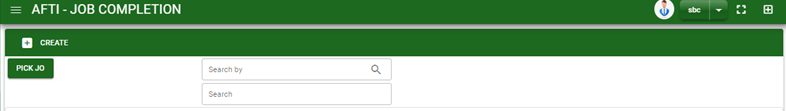 AFTI - JOB COMPLETION
sbc
CREATE
PICK JO
Search by
Search